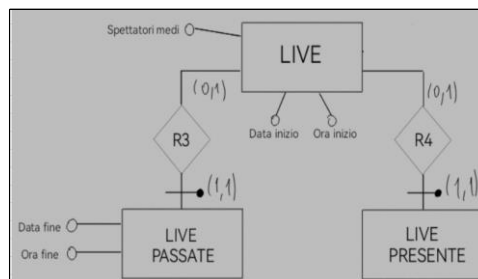 Spettatori medi
LIVE
(0,1)
(0,1)
Data inizio
Ora inizio
R3
R4
(1,1)
(1,1)
Data fine
Ora fine
LIVE
PASSATE
LIVE
PRESENTE